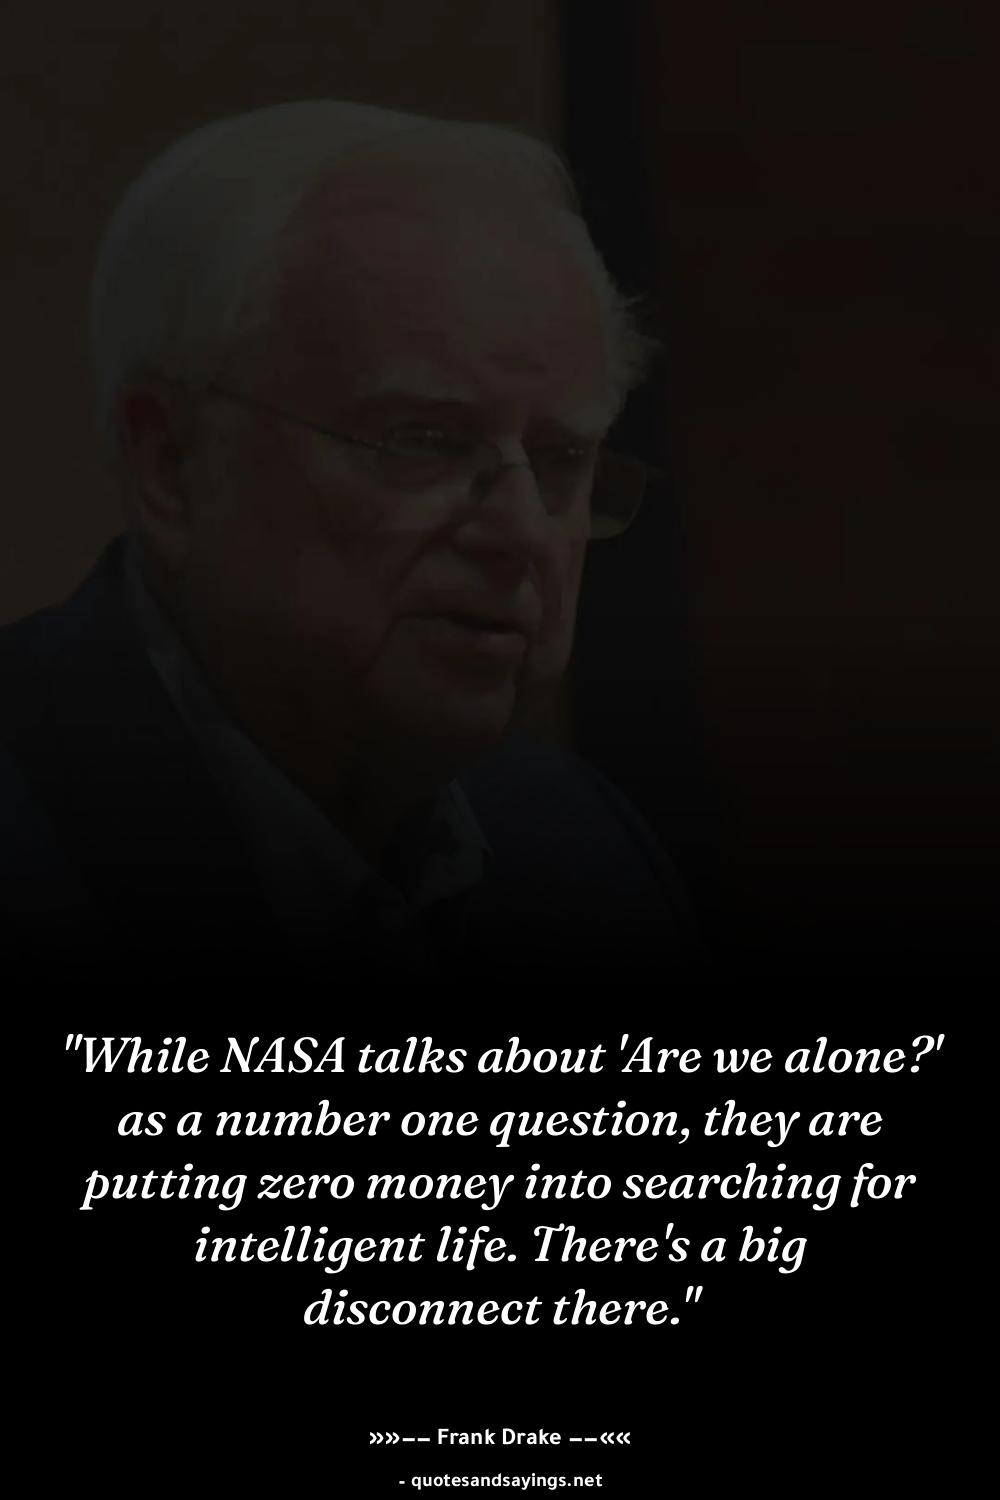 "While NASA talks about 'Are we alone?'
as a number one question, they are
putting zero money into searching for
intelligent life. There's a big
disconnect there."
»»—— Frank Drake ——««
- quotesandsayings.net